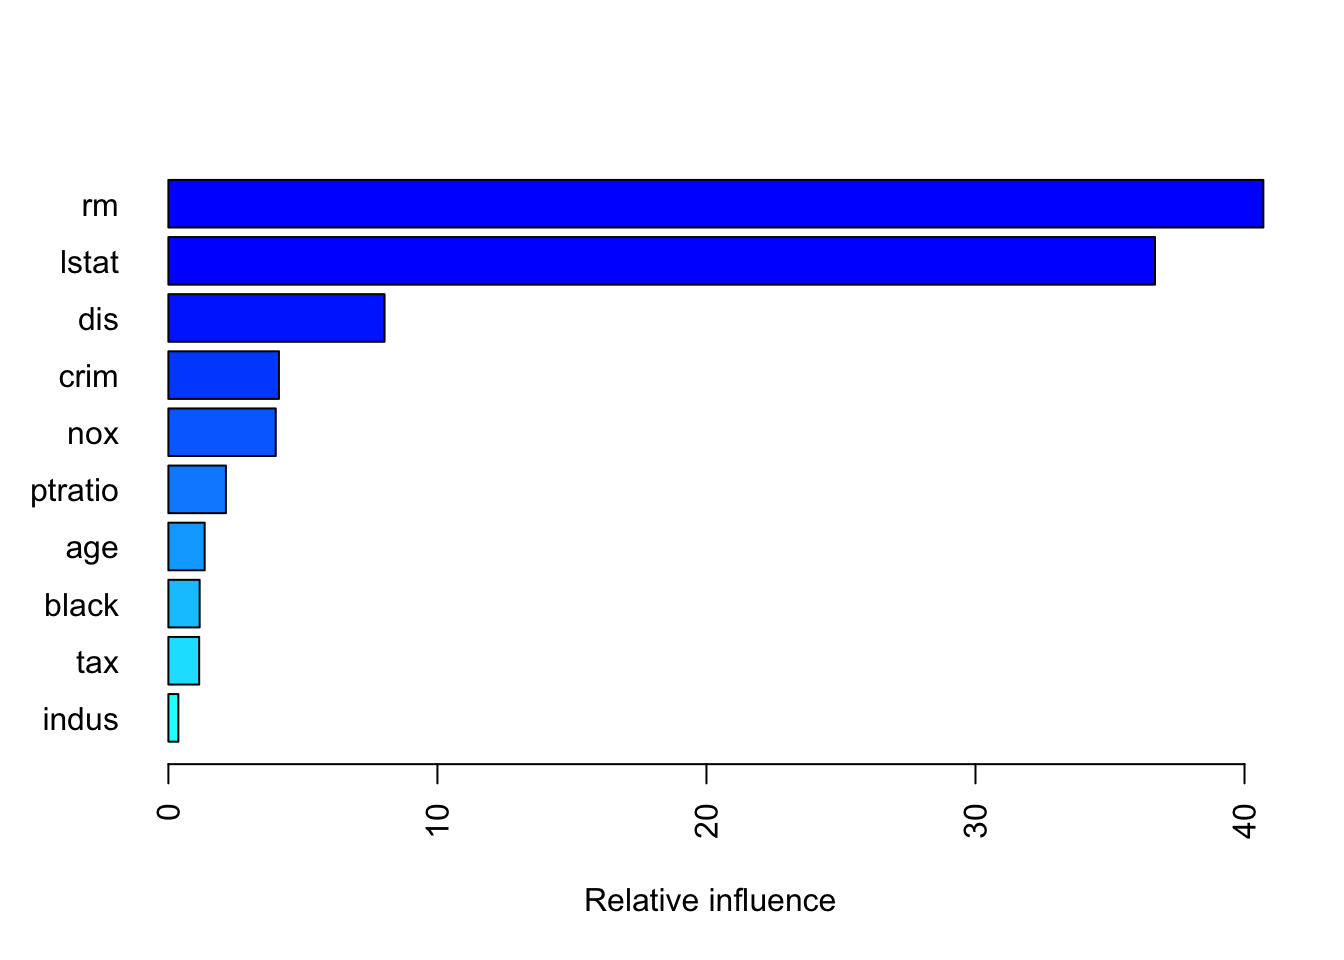 rm
lstat
dis
crim
nox
ptratio
age
black
tax
indus
0 10 20 30 40
Relative influence